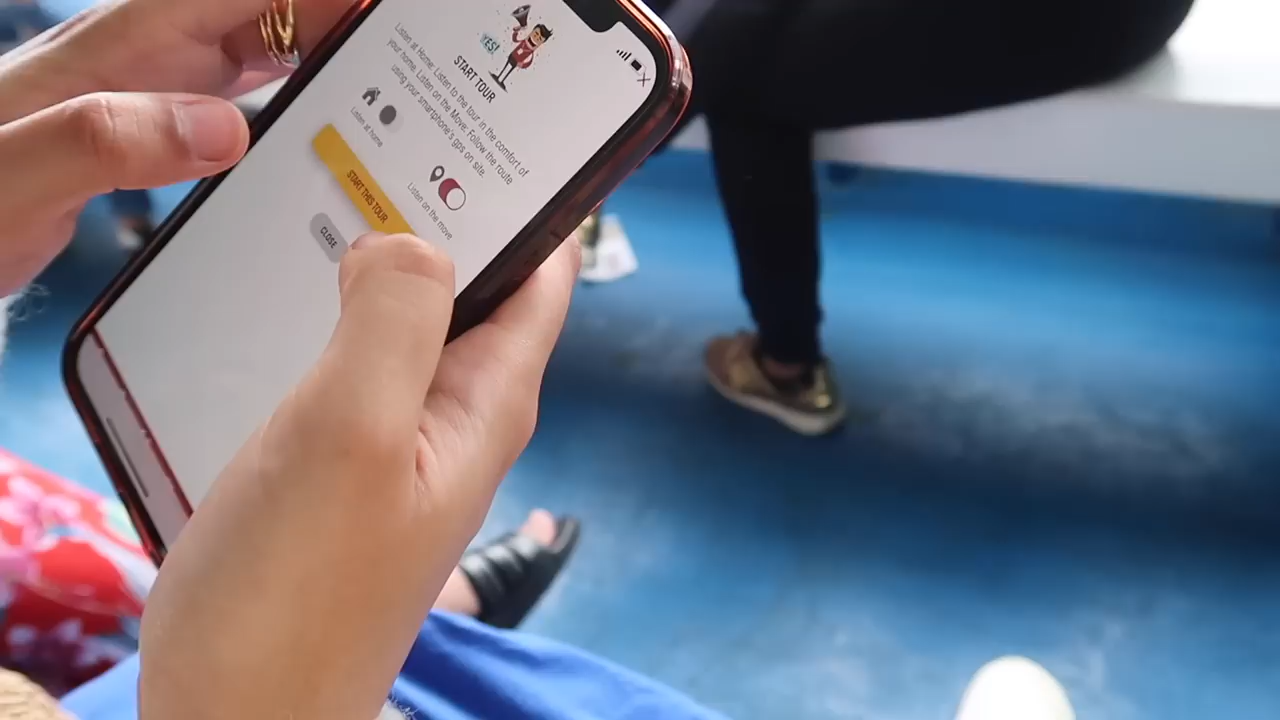 YES!
START TOUR
Listen at Home: Listen to the tour in the comfort of
your home. Listen on the Move: Follow the route
using your smartphone's gps on site.
Listen at home
Listen on the move
START THIS TOUR
CLOSE